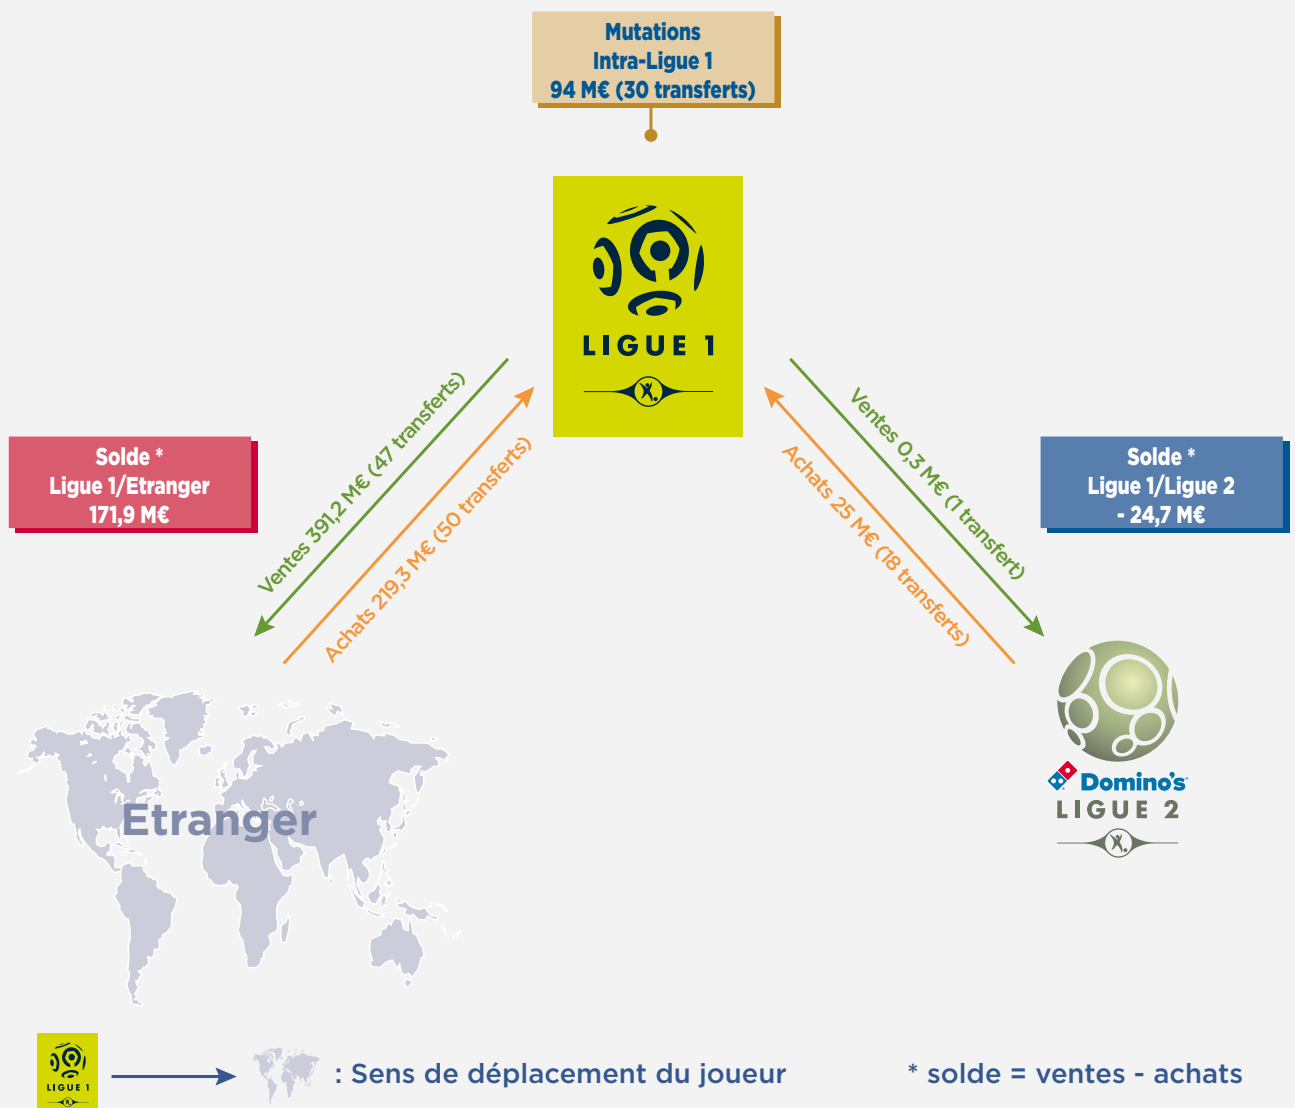 Mutations
Intra-Ligue 1
94 M€ (30 transferts)
LIGUE 1
Ventes 391,2 M€ (47 transferts)
Achats 219,3 M€ (50 transferts)
Ventes 0,3 M€ (1 transfert)
Achats 25 M€ (18 transferts)
Solde *
Ligue 1/Etranger
171,9 M€
Solde *
Ligue 1/Ligue 2
- 24,7 M€
Etranger
Domino's
LIGUE 2
LIGUE 1
: Sens de déplacement du joueur
* solde = ventes - achats